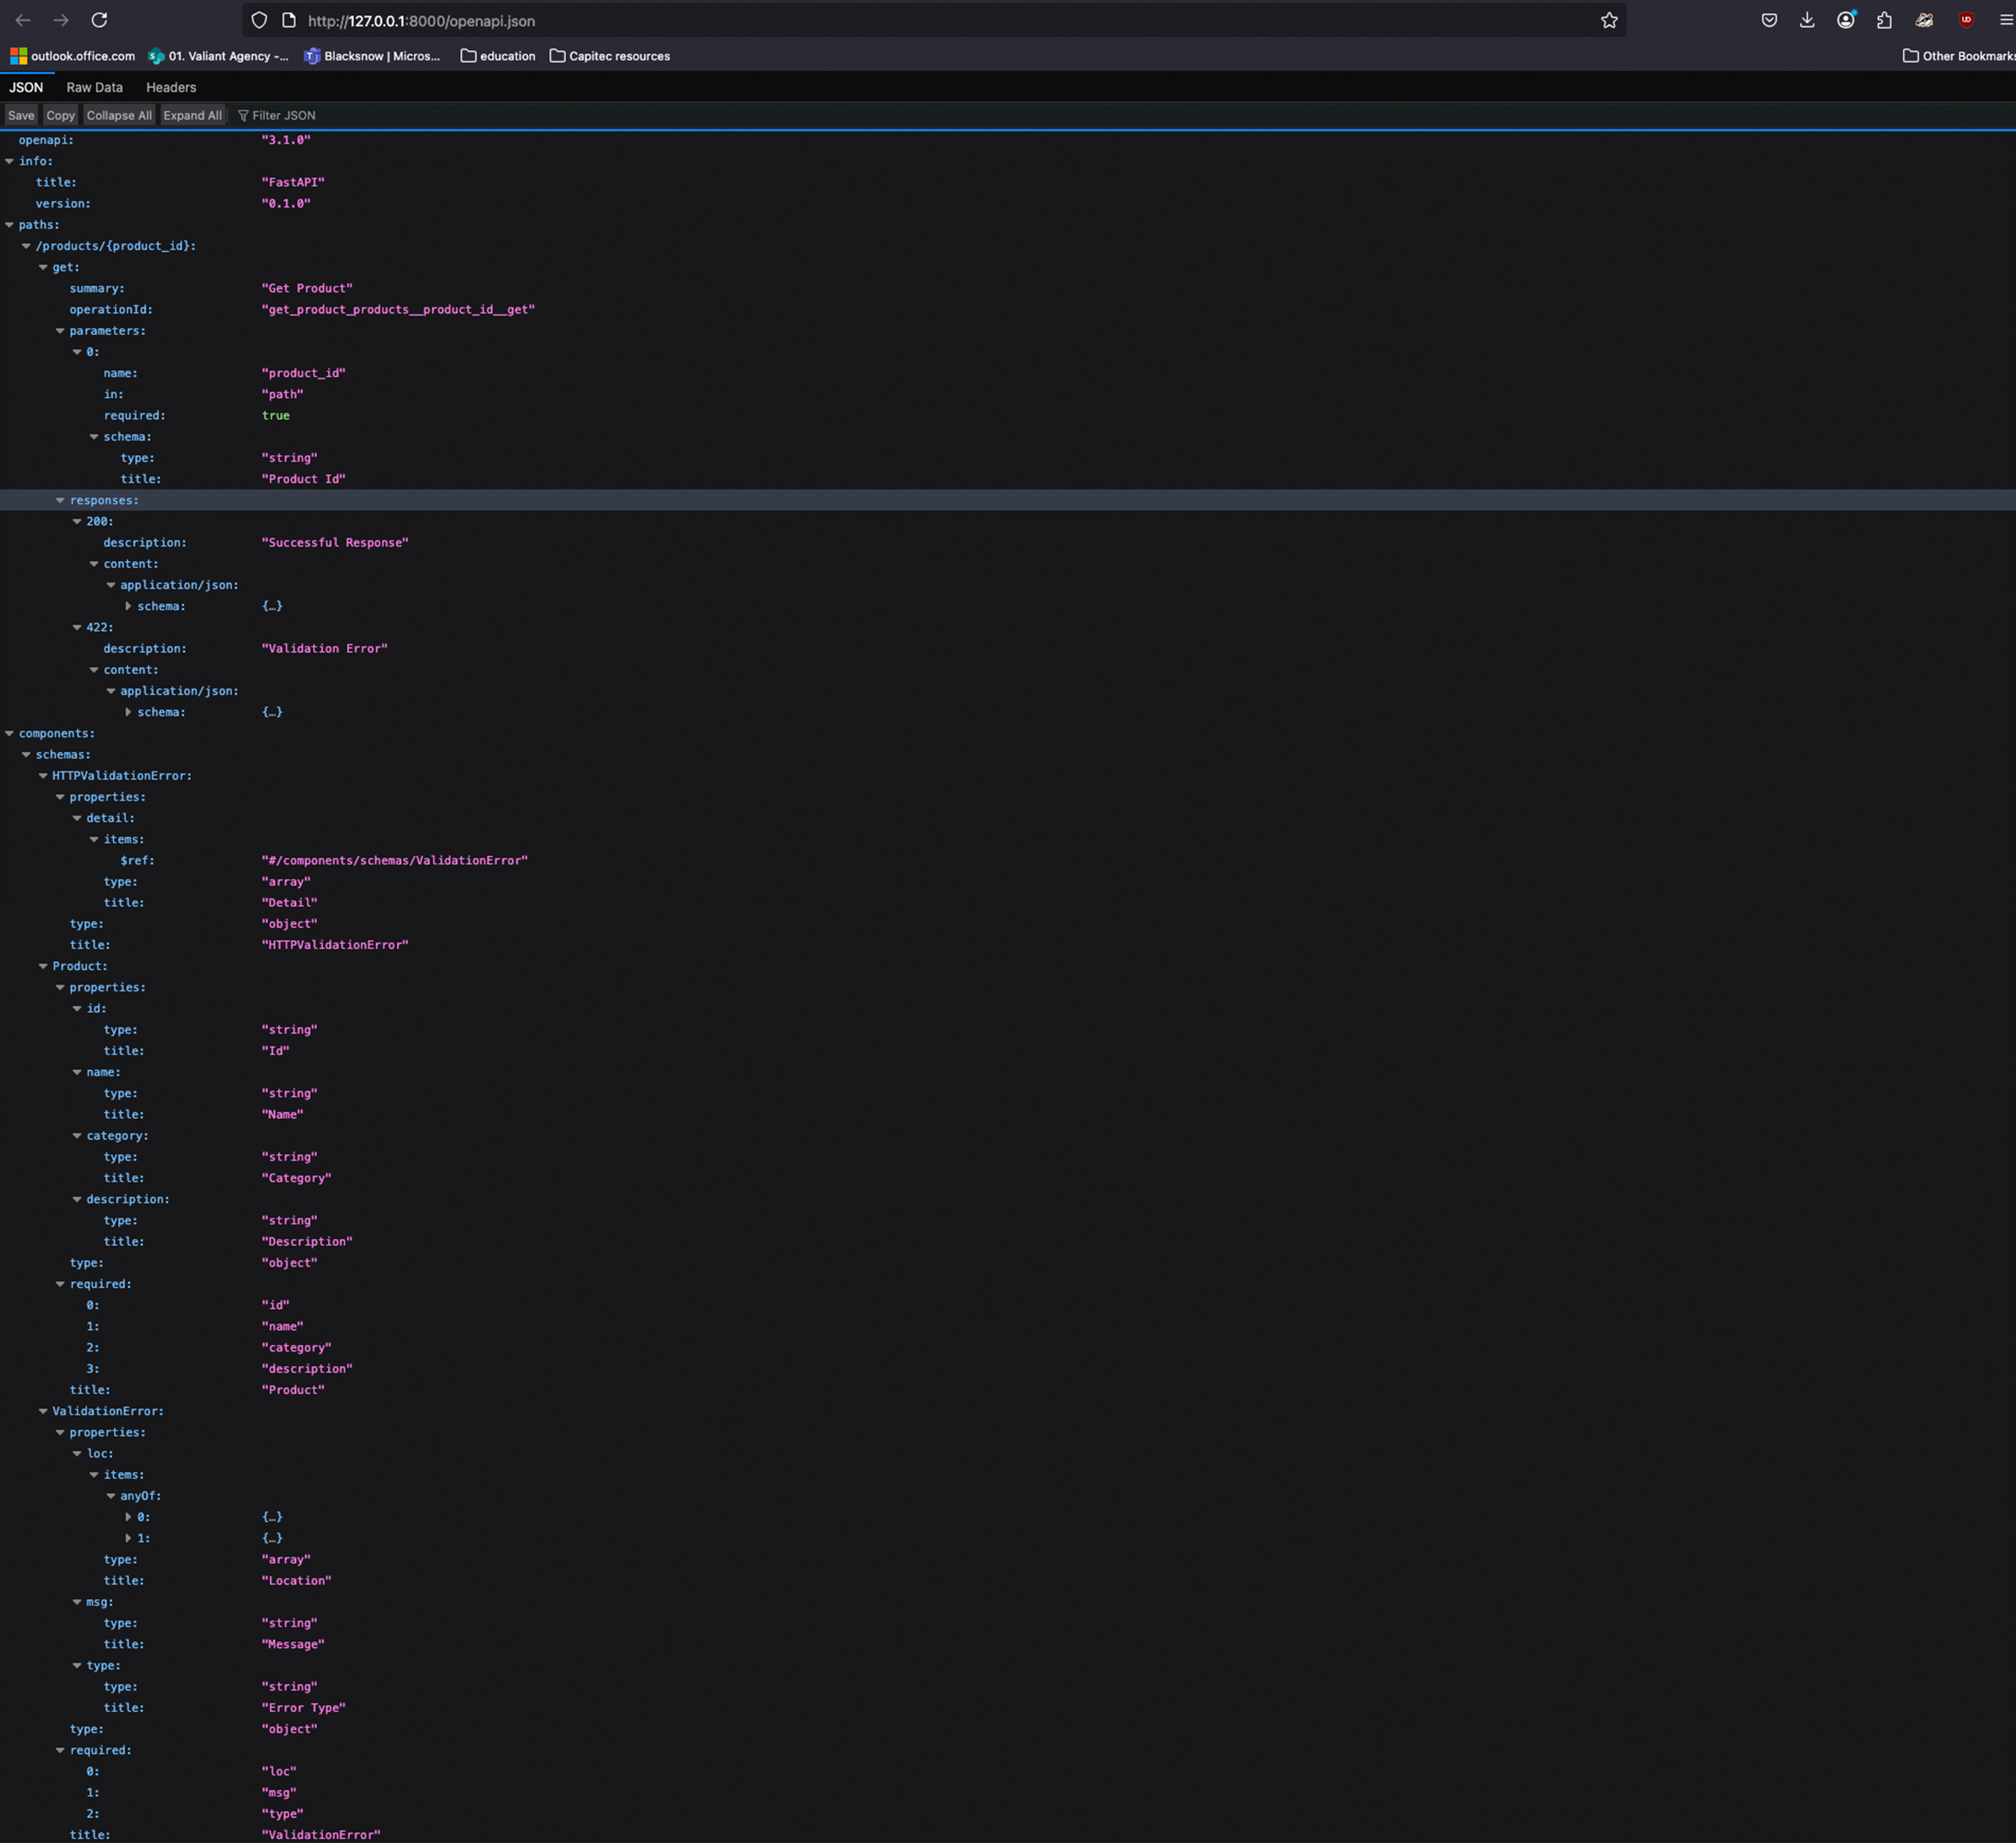 http://127.0.0.1:8000/openapi.json
outlook.office.com 01. Valiant Agency -... Blacksnow | Micros... education Capitec resources Other Bookmarks
JSON Raw Data Headers
Save Copy Collapse All Expand All Filter JSON
openapi: "3.1.0"
info:
title: "FastAPI"
version: "0.1.0"
paths:
/products/{product_id}:
get:
summary: "Get Product"
operationId: "get_product_products__product_id__get"
parameters:
0:
name: "product_id"
in: "path"
required: true
schema:
type: "string"
title: "Product Id"
responses:
200:
description: "Successful Response"
content:
application/json:
schema: {…}
422:
description: "Validation Error"
content:
application/json:
schema: {…}
components:
schemas:
HTTPValidationError:
properties:
detail:
items:
$ref: "#/components/schemas/ValidationError"
type: "array"
title: "Detail"
type: "object"
title: "HTTPValidationError"
Product:
properties:
id:
type: "string"
title: "Id"
name:
type: "string"
title: "Name"
category:
type: "string"
title: "Category"
description:
type: "string"
title: "Description"
type: "object"
required:
0: "id"
1: "name"
2: "category"
3: "description"
title: "Product"
ValidationError:
properties:
loc:
items:
anyOf:
0: {…}
1: {…}
type: "array"
title: "Location"
msg:
type: "string"
title: "Message"
type:
type: "string"
title: "Error Type"
type: "object"
required:
0: "loc"
1: "msg"
2: "type"
title: "ValidationError"